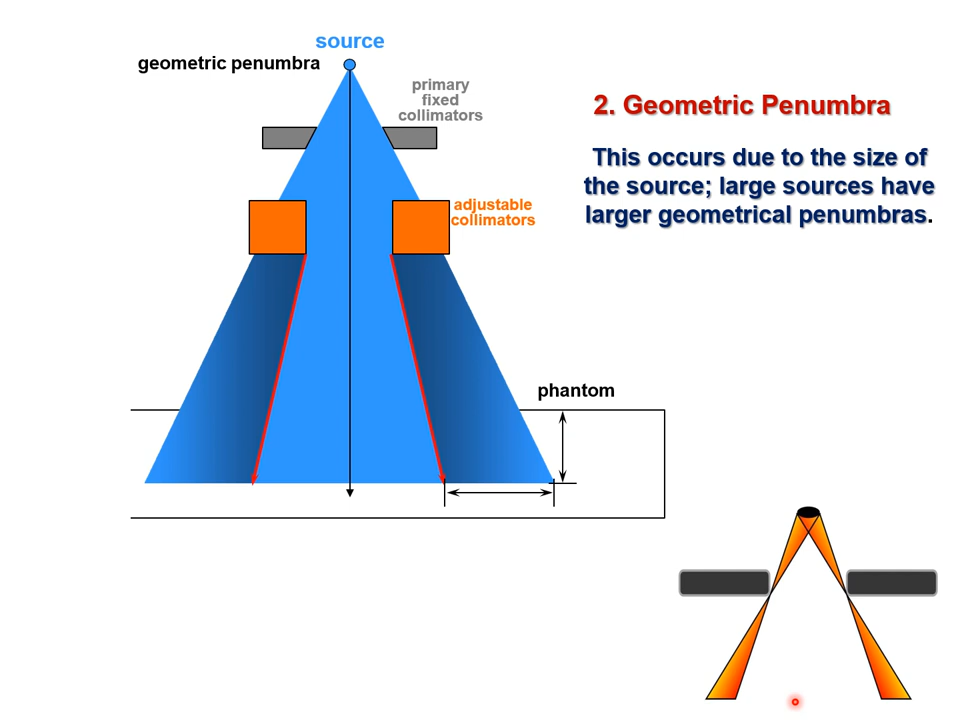 source
geometric penumbra
primary
fixed
collimators
adjustable
collimators
phantom
2. Geometric Penumbra
This occurs due to the size of
the source; large sources have
larger geometrical penumbras.